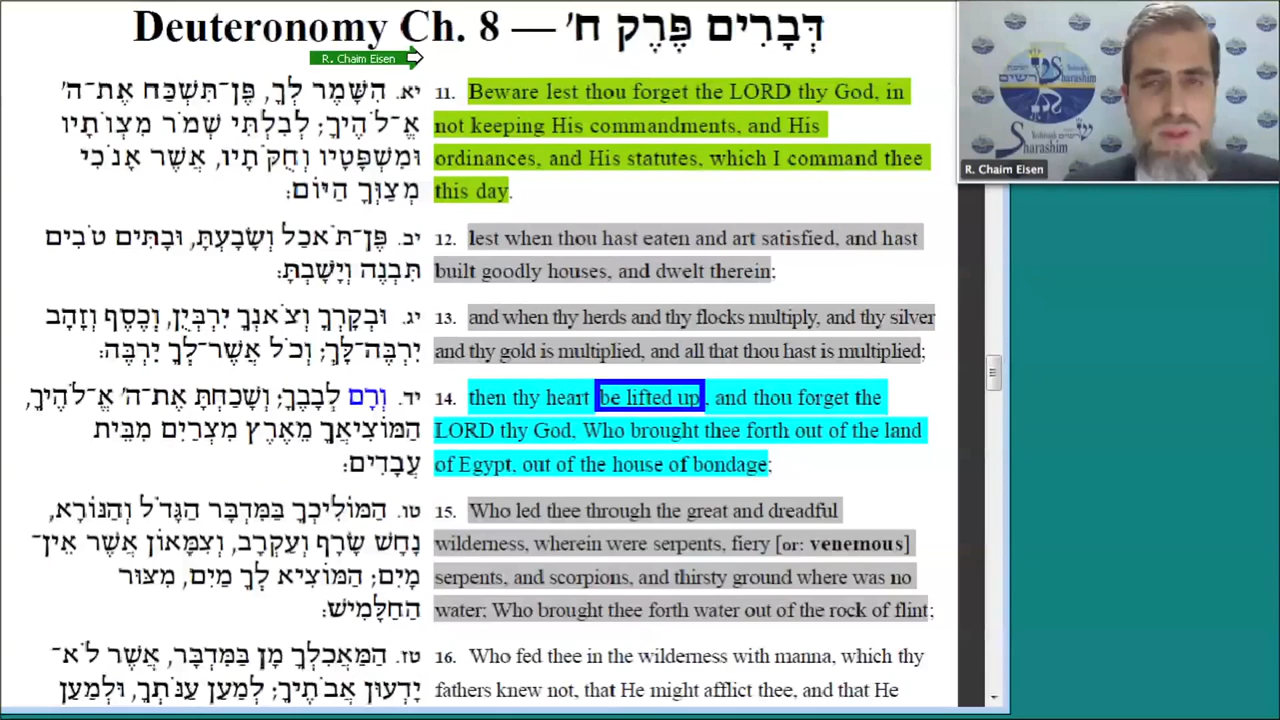 Deuteronomy Ch. 8 — דְּבָרִים פֶּרֶק ח'
R. Chaim Eisen
יא. הִשָּׁמֶר לְךָ, פֶּן־תִּשְׁכַּח אֶת־ה'
אֱ־לֹהֶיךָ; לְבִלְתִּי שְׁמֹר מִצְוֹתָיו
וּמִשְׁפָּטָיו וְחֻקֹּתָיו, אֲשֶׁר אָנֹכִי
מְצַוְּךָ הַיּוֹם:
11. Beware lest thou forget the LORD thy God, in
not keeping His commandments, and His
ordinances, and His statutes, which I command thee
this day.
יב. פֶּן־תֹּאכַל וְשָׂבָעְתָּ, וּבָתִּים טֹבִים
תִּבְנֶה וְיָשָׁבְתָּ:
12. lest when thou hast eaten and art satisfied, and hast
built goodly houses, and dwelt therein;
יג. וּבְקָרְךָ וְצֹאנְךָ יִרְבְּיֻן, וְכֶסֶף וְזָהָב
יִרְבֶּה־לָּךְ; וְכֹל אֲשֶׁר־לְךָ יִרְבֶּה:
13. and when thy herds and thy flocks multiply, and thy silver
and thy gold is multiplied, and all that thou hast is multiplied;
יד. וְרָם לְבָבֶךָ; וְשָׁכַחְתָּ אֶת־ה' אֱ־לֹהֶיךָ,
הַמּוֹצִיאֲךָ מֵאֶרֶץ מִצְרַיִם מִבֵּית
עֲבָדִים:
14. then thy heart be lifted up, and thou forget the
LORD thy God, Who brought thee forth out of the land
of Egypt, out of the house of bondage;
טו. הַמּוֹלִיכְךָ בַּמִּדְבָּר הַגָּדֹל וְהַנּוֹרָא,
נָחָשׁ שָׂרָף וְעַקְרָב, וְצִמָּאוֹן אֲשֶׁר אֵין־
מָיִם; הַמּוֹצִיא לְךָ מַיִם, מִצּוּר
הַחַלָּמִישׁ:
15. Who led thee through the great and dreadful
wilderness, wherein were serpents, fiery [or: venemous]
serpents, and scorpions, and thirsty ground where was no
water; Who brought thee forth water out of the rock of flint;
טז. הַמַּאֲכִלְךָ מָן בַּמִּדְבָּר, אֲשֶׁר לֹא־
יָדְעוּן אֲבֹתֶיךָ; לְמַעַן עַנֹּתְךָ, וּלְמַעַן
16. Who fed thee in the wilderness with manna, which thy
fathers knew not, that He might afflict thee, and that He
Sharashim
Yeshivath שרשים
Sharashim
R. Chaim Eisen